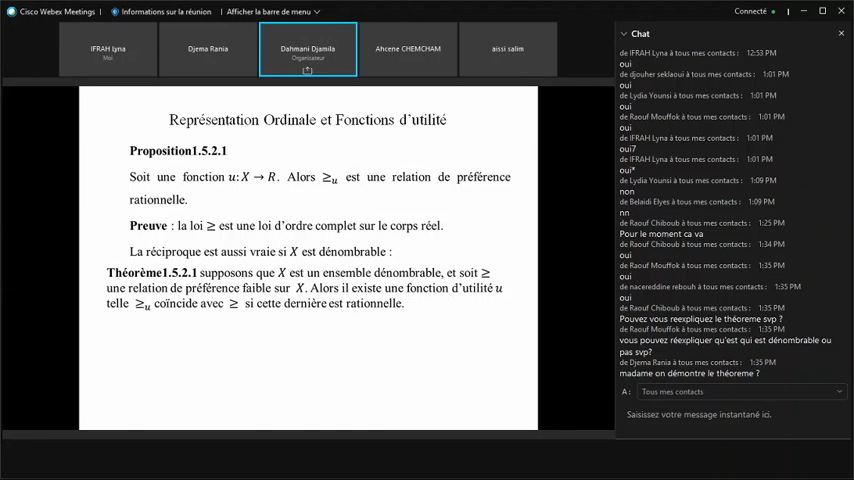 Cisco Webex Meetings
Informations sur la réunion
Afficher la barre de menu
Connecté
IFRAH Lyna
Moi
Djema Rania
Dahmani Djamila
Organisateur
Ahcene CHEMCHAM
aissi salim
Représentation Ordinale et Fonctions d'utilité
Proposition1.5.2.1
Soit une fonction u: X → R. Alors ≥u est une relation de préférence
rationnelle.
Preuve : la loi ≥ est une loi d'ordre complet sur le corps réel.
La réciproque est aussi vraie si X est dénombrable :
Théorème1.5.2.1 supposons que X est un ensemble dénombrable, et soit ≥
une relation de préférence faible sur X. Alors il existe une fonction d'utilité u
telle ≥u coïncide avec ≥ si cette dernière est rationnelle.
Chat
de IFRAH Lyna à tous mes contacts : 12:53 PM
oui
de djouher seklaoui à tous mes contacts : 1:01 PM
oui
de Lydia Younsi à tous mes contacts : 1:01 PM
oui
de Raouf Mouffok à tous mes contacts : 1:01 PM
oui
de IFRAH Lyna à tous mes contacts : 1:01 PM
oui7
de IFRAH Lyna à tous mes contacts : 1:01 PM
oui*
de Lydia Younsi à tous mes contacts : 1:09 PM
non
de Belaidi Elyes à tous mes contacts : 1:09 PM
nn
de Raouf Chiboub à tous mes contacts : 1:25 PM
Pour le moment ca va
de Raouf Chiboub à tous mes contacts : 1:34 PM
oui
de Raouf Mouffok à tous mes contacts : 1:35 PM
oui
de nacereddine rebouh à tous mes contacts : 1:35 PM
oui
de Raouf Chiboub à tous mes contacts : 1:35 PM
Pouvez vous reexpliquez le théoreme svp ?
de Raouf Mouffok à tous mes contacts : 1:35 PM
vous pouvez réexpliquer qu'est qui est dénombrable ou
pas svp?
de Djema Rania à tous mes contacts : 1:35 PM
madame on démontre le théoreme ?
A : Tous mes contacts
Saisissez votre message instantané ici.